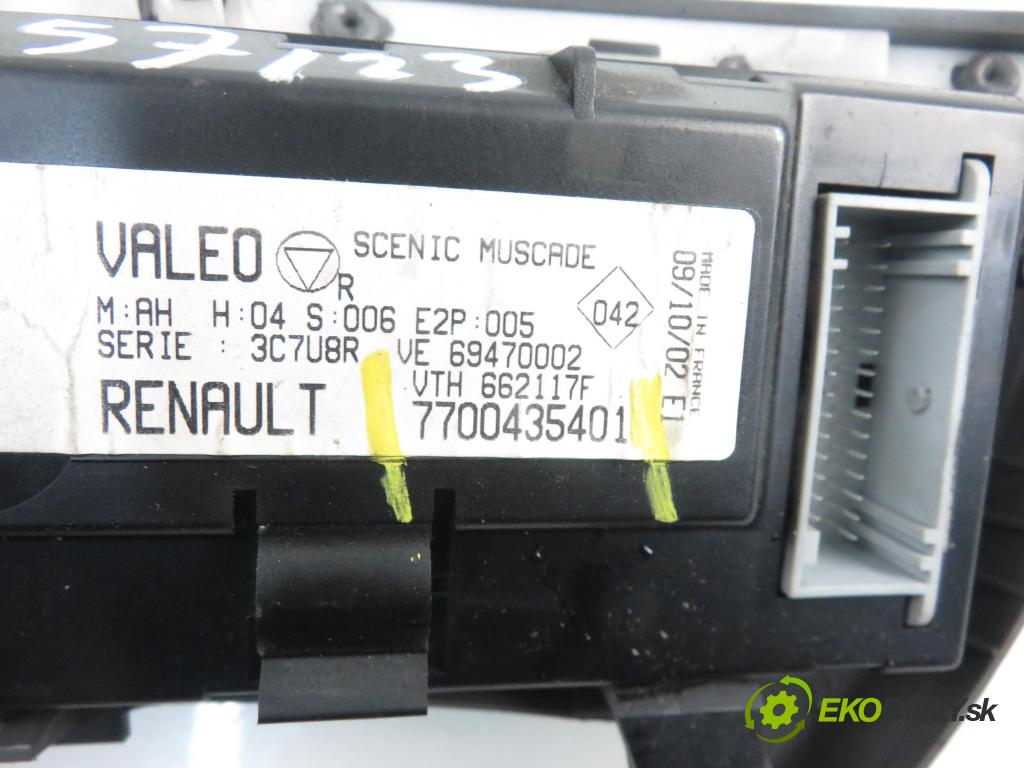 57123
VALEO R SCENIC MUSCADE
M:AH H:04 S:006 E2P:005 042
SERIE : 3C7U8R VE 69470002
VTH 662117F
RENAULT 7700435401
MADE IN FRANCE
09/10/02 E1
EKO .sk